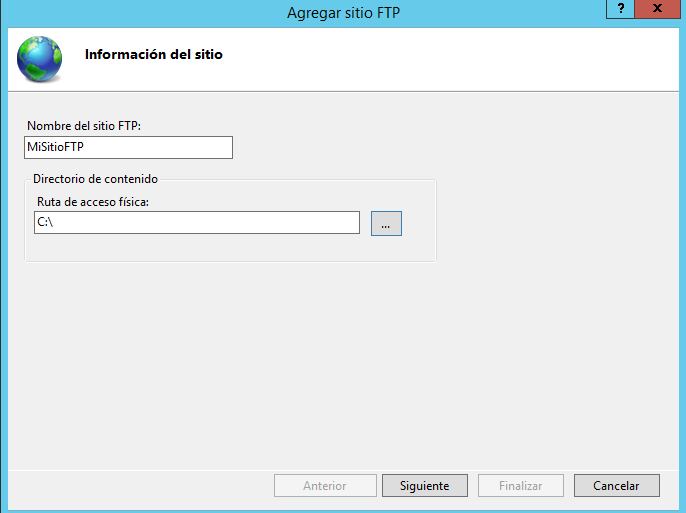 Agregar sitio FTP
?
x
Información del sitio
Nombre del sitio FTP:
MiSitioFTP
Directorio de contenido
Ruta de acceso física:
C:\
...
Anterior
Siguiente
Finalizar
Cancelar